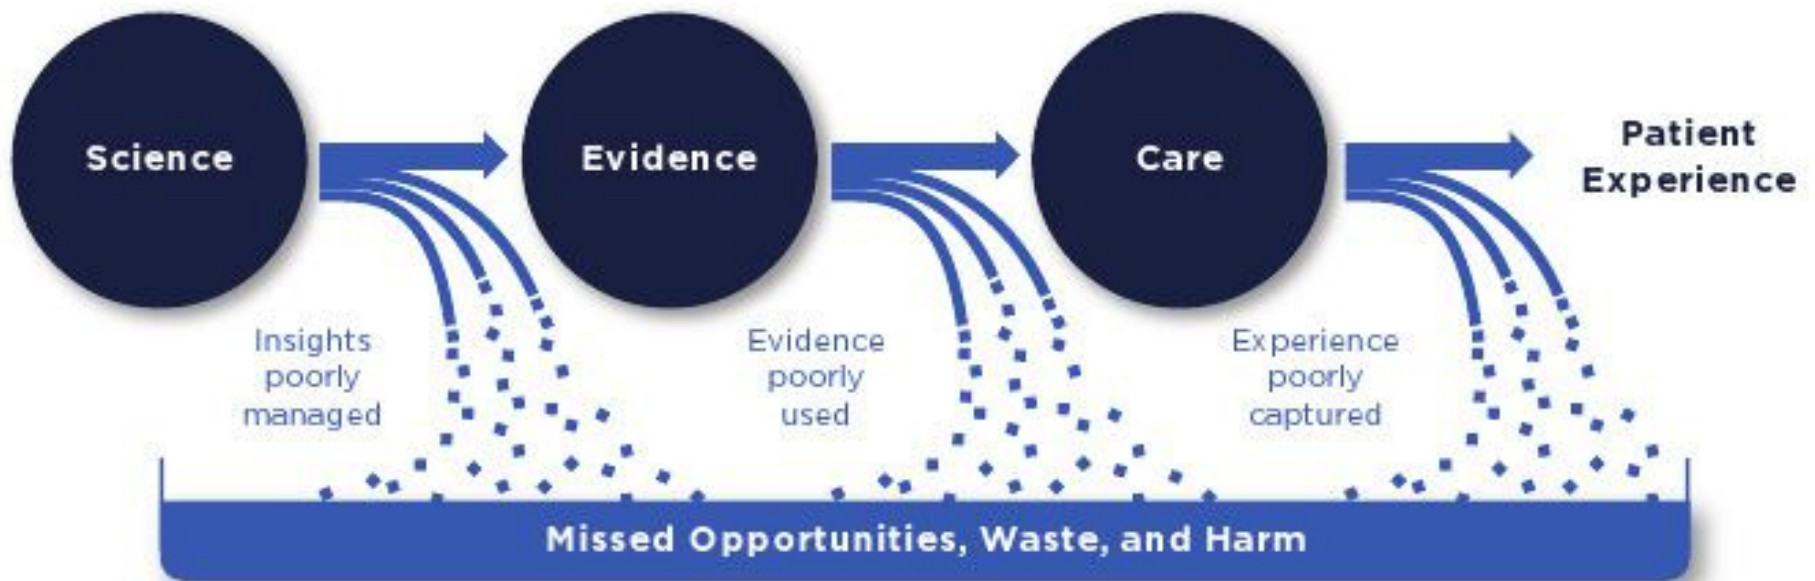 Science
Evidence
Care
Patient
Experience
Insights
poorly
managed
Evidence
poorly
used
Experience
poorly
captured
Missed Opportunities, Waste, and Harm